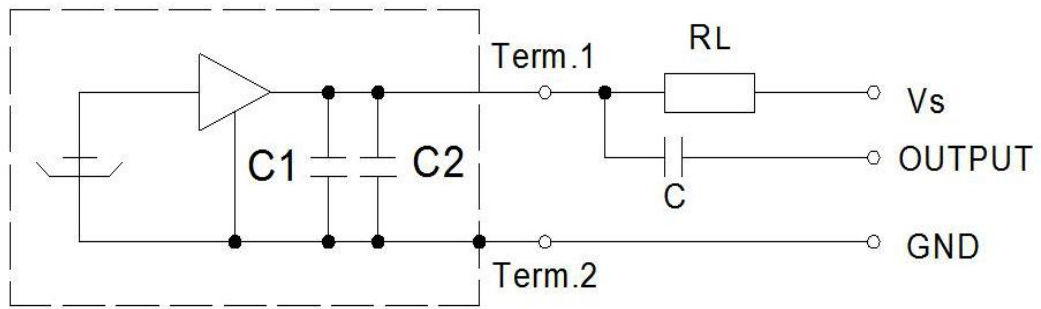 RL
Term.1
Vs
C1
C2
OUTPUT
C
GND
Term.2